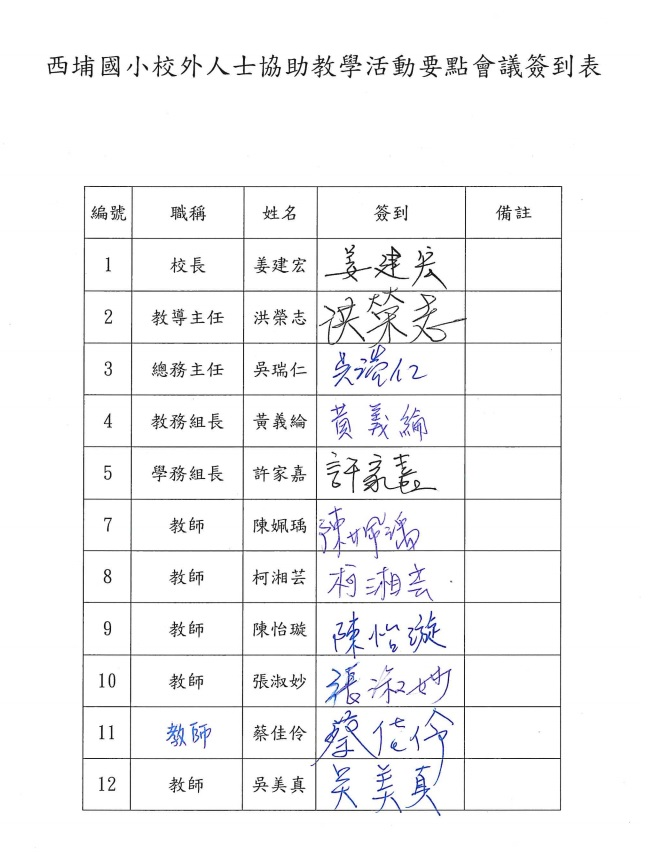 西埔國小校外人士協助教學活動要點會議簽到表
編號 職稱 姓名 簽到 備註
1 校長 姜建宏 姜建宏
2 教導主任 洪榮志 洪榮志
3 總務主任 吳瑞仁 吳瑞仁
4 教務組長 黃義綸 黃義綸
5 學務組長 許家嘉 許家嘉
7 教師 陳姵瑀 陳姵瑀
8 教師 柯湘芸 柯湘芸
9 教師 陳怡璇 陳怡璇
10 教師 張淑妙 張淑妙
11 教師 蔡佳伶 蔡佳伶
12 教師 吳美真 吳美真